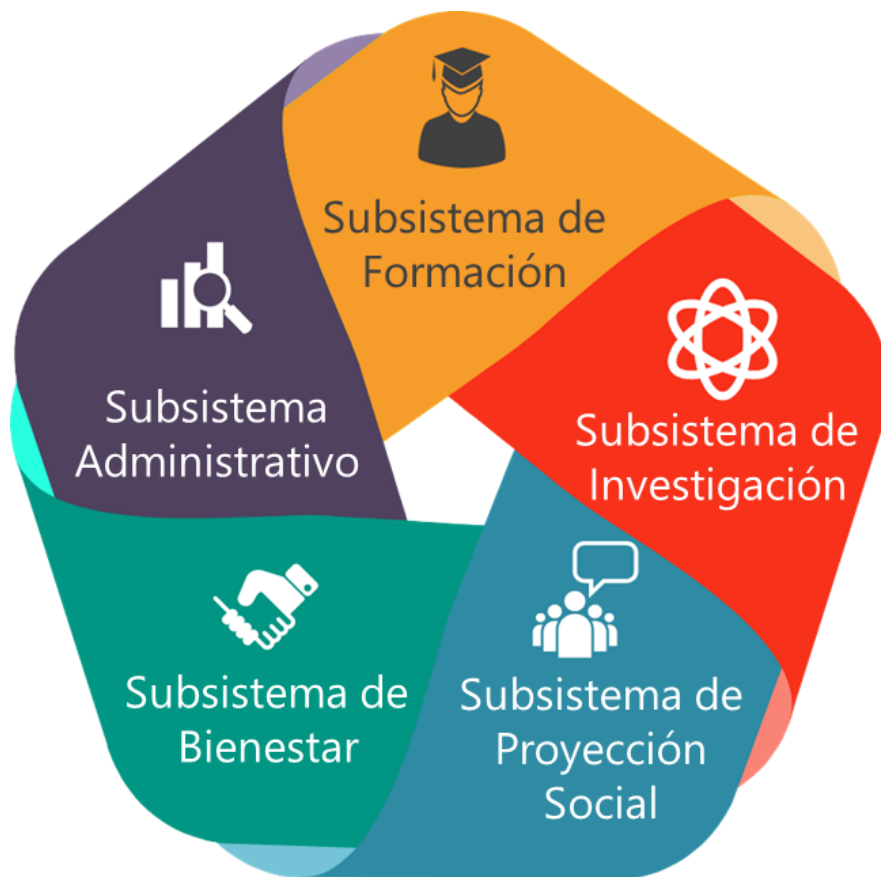 Subsistema de
Formación
Subsistema de
Investigación
Subsistema de
Proyección
Social
Subsistema de
Bienestar
Subsistema
Administrativo